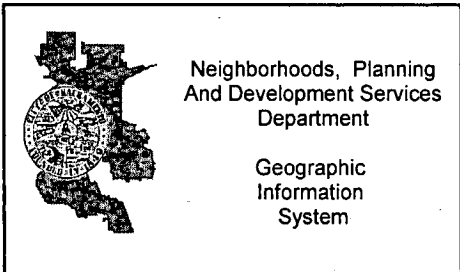 Neighborhoods, Planning
And Development Services
Department
Geographic
Information
System